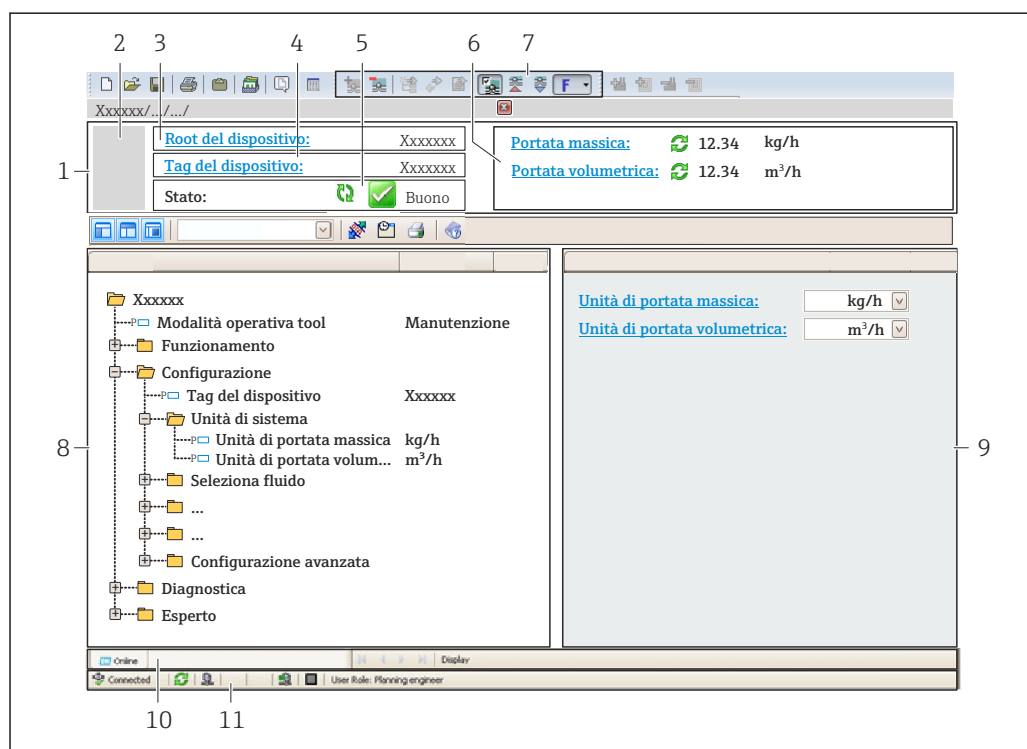 2 3 4 5 6 7
F
Xxxxxx/.../.../
1
Root del dispositivo: Xxxxxxx
Tag del dispositivo: Xxxxxxx
Stato: Buono
Portata massica: 12.34 kg/h
Portata volumetrica: 12.34 m³/h
8
Xxxxxx
P Modalità operativa tool Manutenzione
Funzionamento
Configurazione
P Tag del dispositivo Xxxxxx
Unità di sistema
P Unità di portata massica kg/h
P Unità di portata volum... m³/h
Seleziona fluido
...
...
Configurazione avanzata
Diagnostica
Esperto
Unità di portata massica: kg/h
Unità di portata volumetrica: m³/h
9
Online Display
Connected User Role: Planning engineer
10 11